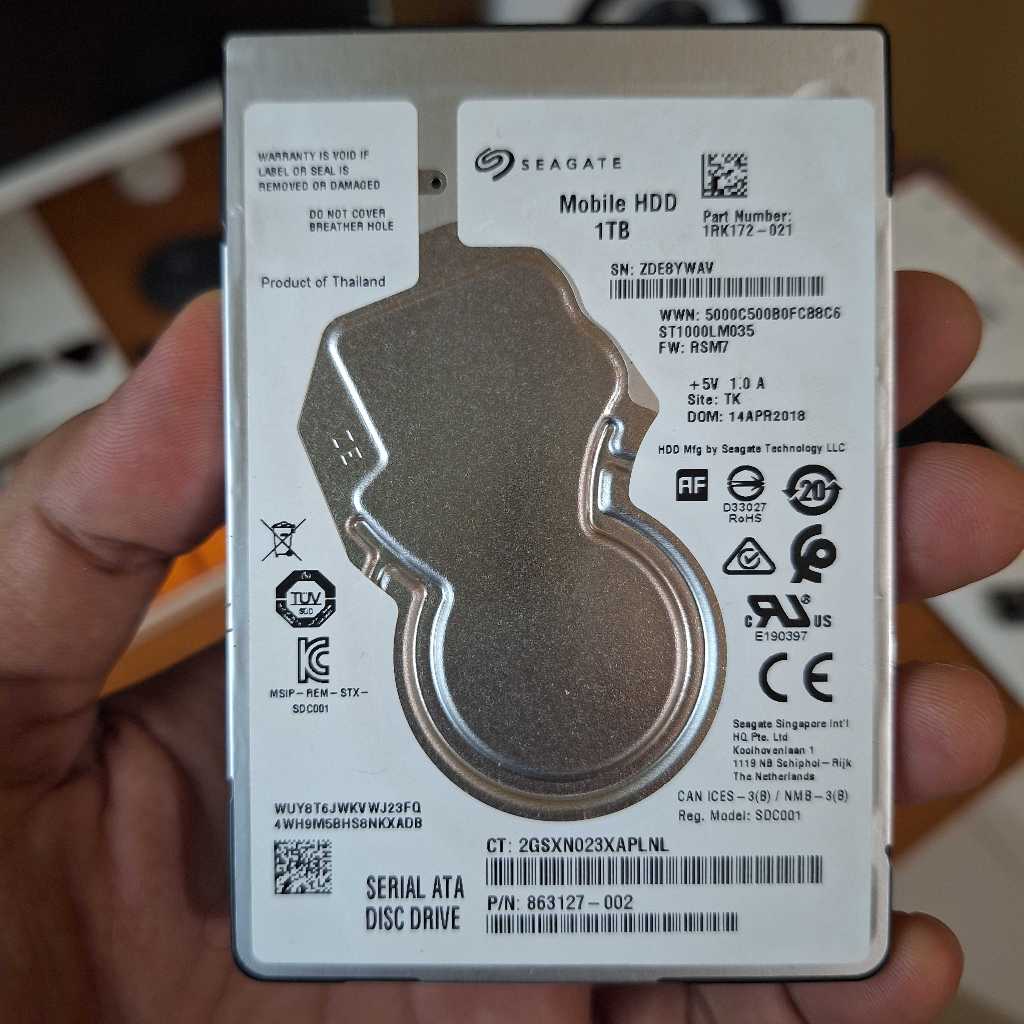 WARRANTY IS VOID IF
LABEL OR SEAL IS
REMOVED OR DAMAGED
DO NOT COVER
BREATHER HOLE
Product of Thailand
SEAGATE
Mobile HDD
1TB
Part Number:
1RK172-021
SN: ZDE8YWAV
WWN: 5000C500B0FC88C6
ST1000LM035
FW: RSM7
+5V 1.0 A
Site: TK
DOM: 14APR2018
HDD Mfg by Seagate Technology LLC
AF
D33027
RoHS
20
TÜV
SGD
MSIP-REM-STX-
SDC001
c RU® US
E190397
CE
Seagate Singapore Int'l
HQ Pte. Ltd
Koolhovenlaan 1
1119 NB Schiphol-Rijk
The Netherlands
CAN ICES-3(B) / NMB-3(B)
Reg. Model: SDC001
WUY8T6JWKVWJ23FQ
4WH9M5BHS8NKXADB
SERIAL ATA
DISC DRIVE
CT: 2GSXN023XAPLNL
P/N: 863127-002